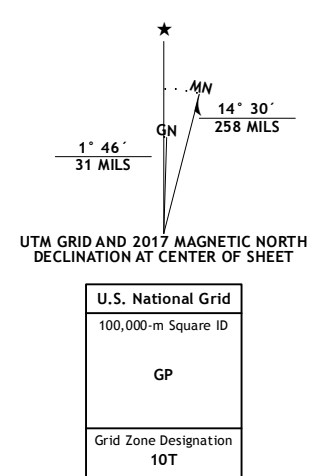 MN
GN
14° 30´
258 MILS
1° 46´
31 MILS
UTM GRID AND 2017 MAGNETIC NORTH
DECLINATION AT CENTER OF SHEET
U.S. National Grid
100,000-m Square ID
GP
Grid Zone Designation
10T